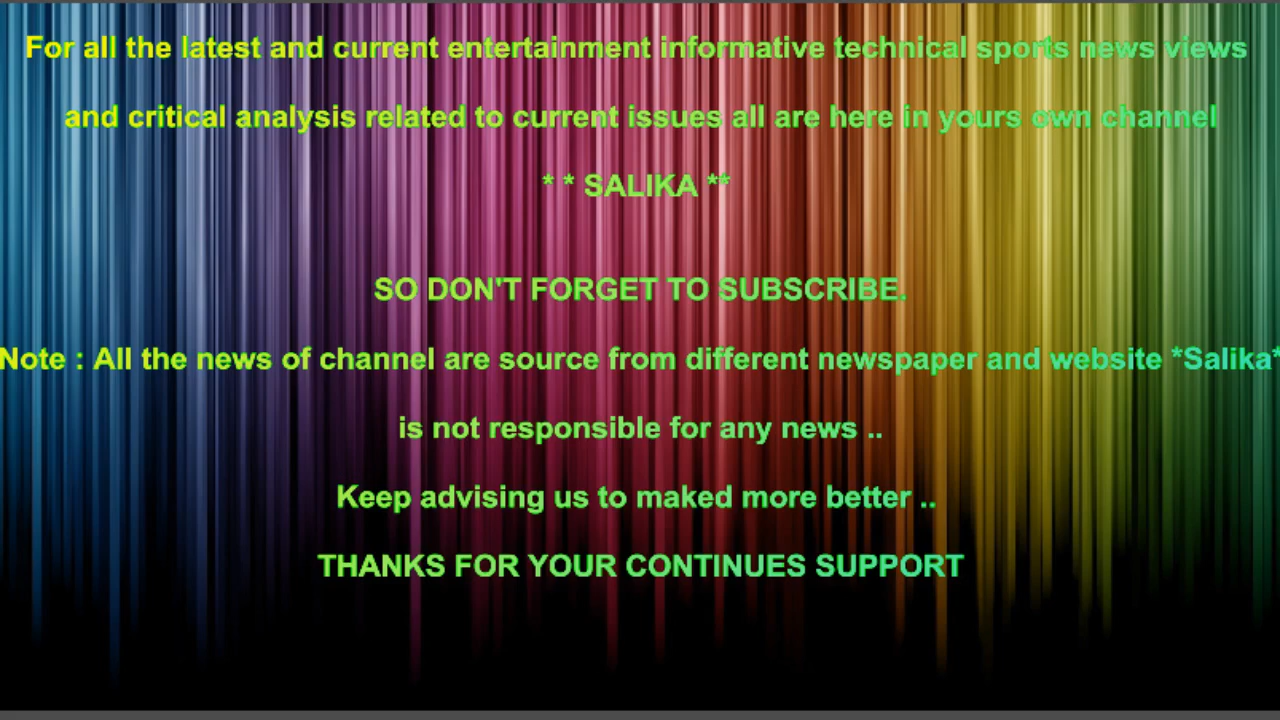 For all the latest and current entertainment informative technical sports news views
and critical analysis related to current issues all are here in yours own channel
* * SALIKA **
SO DON'T FORGET TO SUBSCRIBE.
Note : All the news of channel are source from different newspaper and website *Salika*
is not responsible for any news ..
Keep advising us to maked more better ..
THANKS FOR YOUR CONTINUES SUPPORT